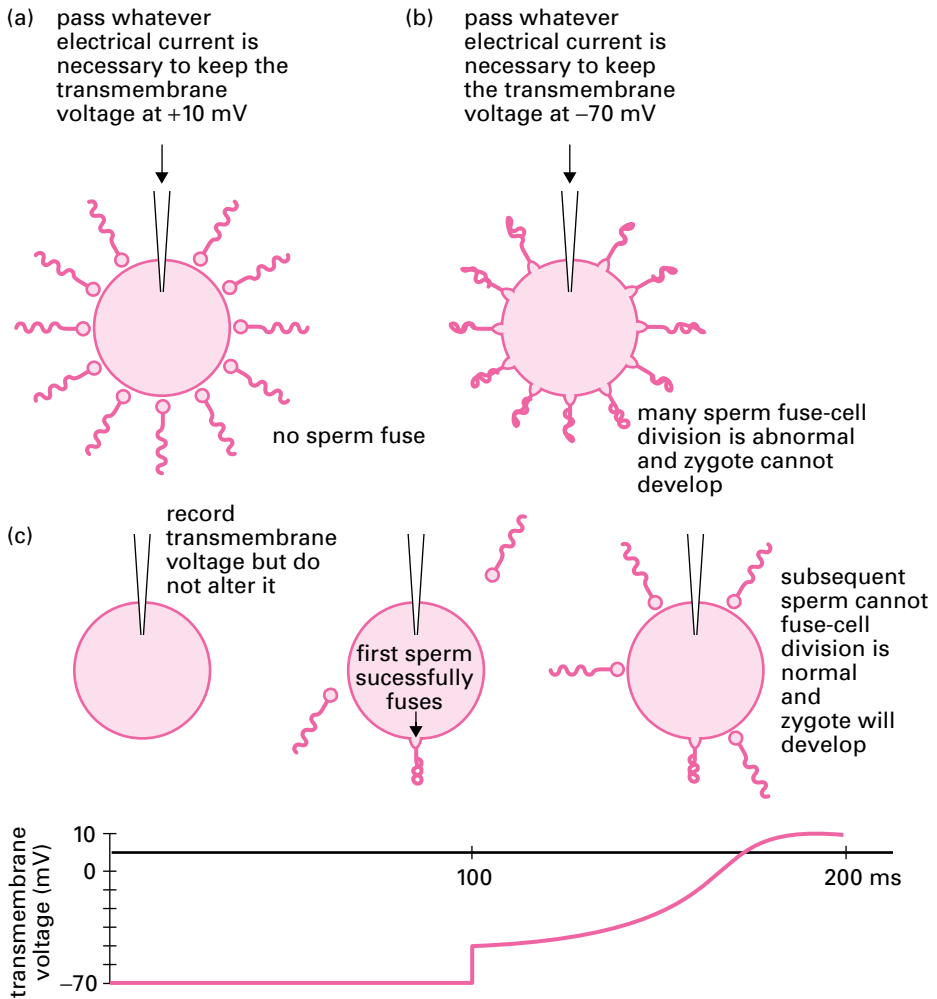 (a) pass whatever
electrical current is
necessary to keep the
transmembrane
voltage at +10 mV
(b) pass whatever
electrical current is
necessary to keep
the transmembrane
voltage at –70 mV
no sperm fuse
many sperm fuse-cell
division is abnormal
and zygote cannot
develop
(c)
record
transmembrane
voltage but do
not alter it
first sperm
sucessfully
fuses
subsequent
sperm cannot
fuse-cell
division is
normal
and
zygote will
develop
transmembrane
voltage (mV)
10
0
–70
100
200 ms